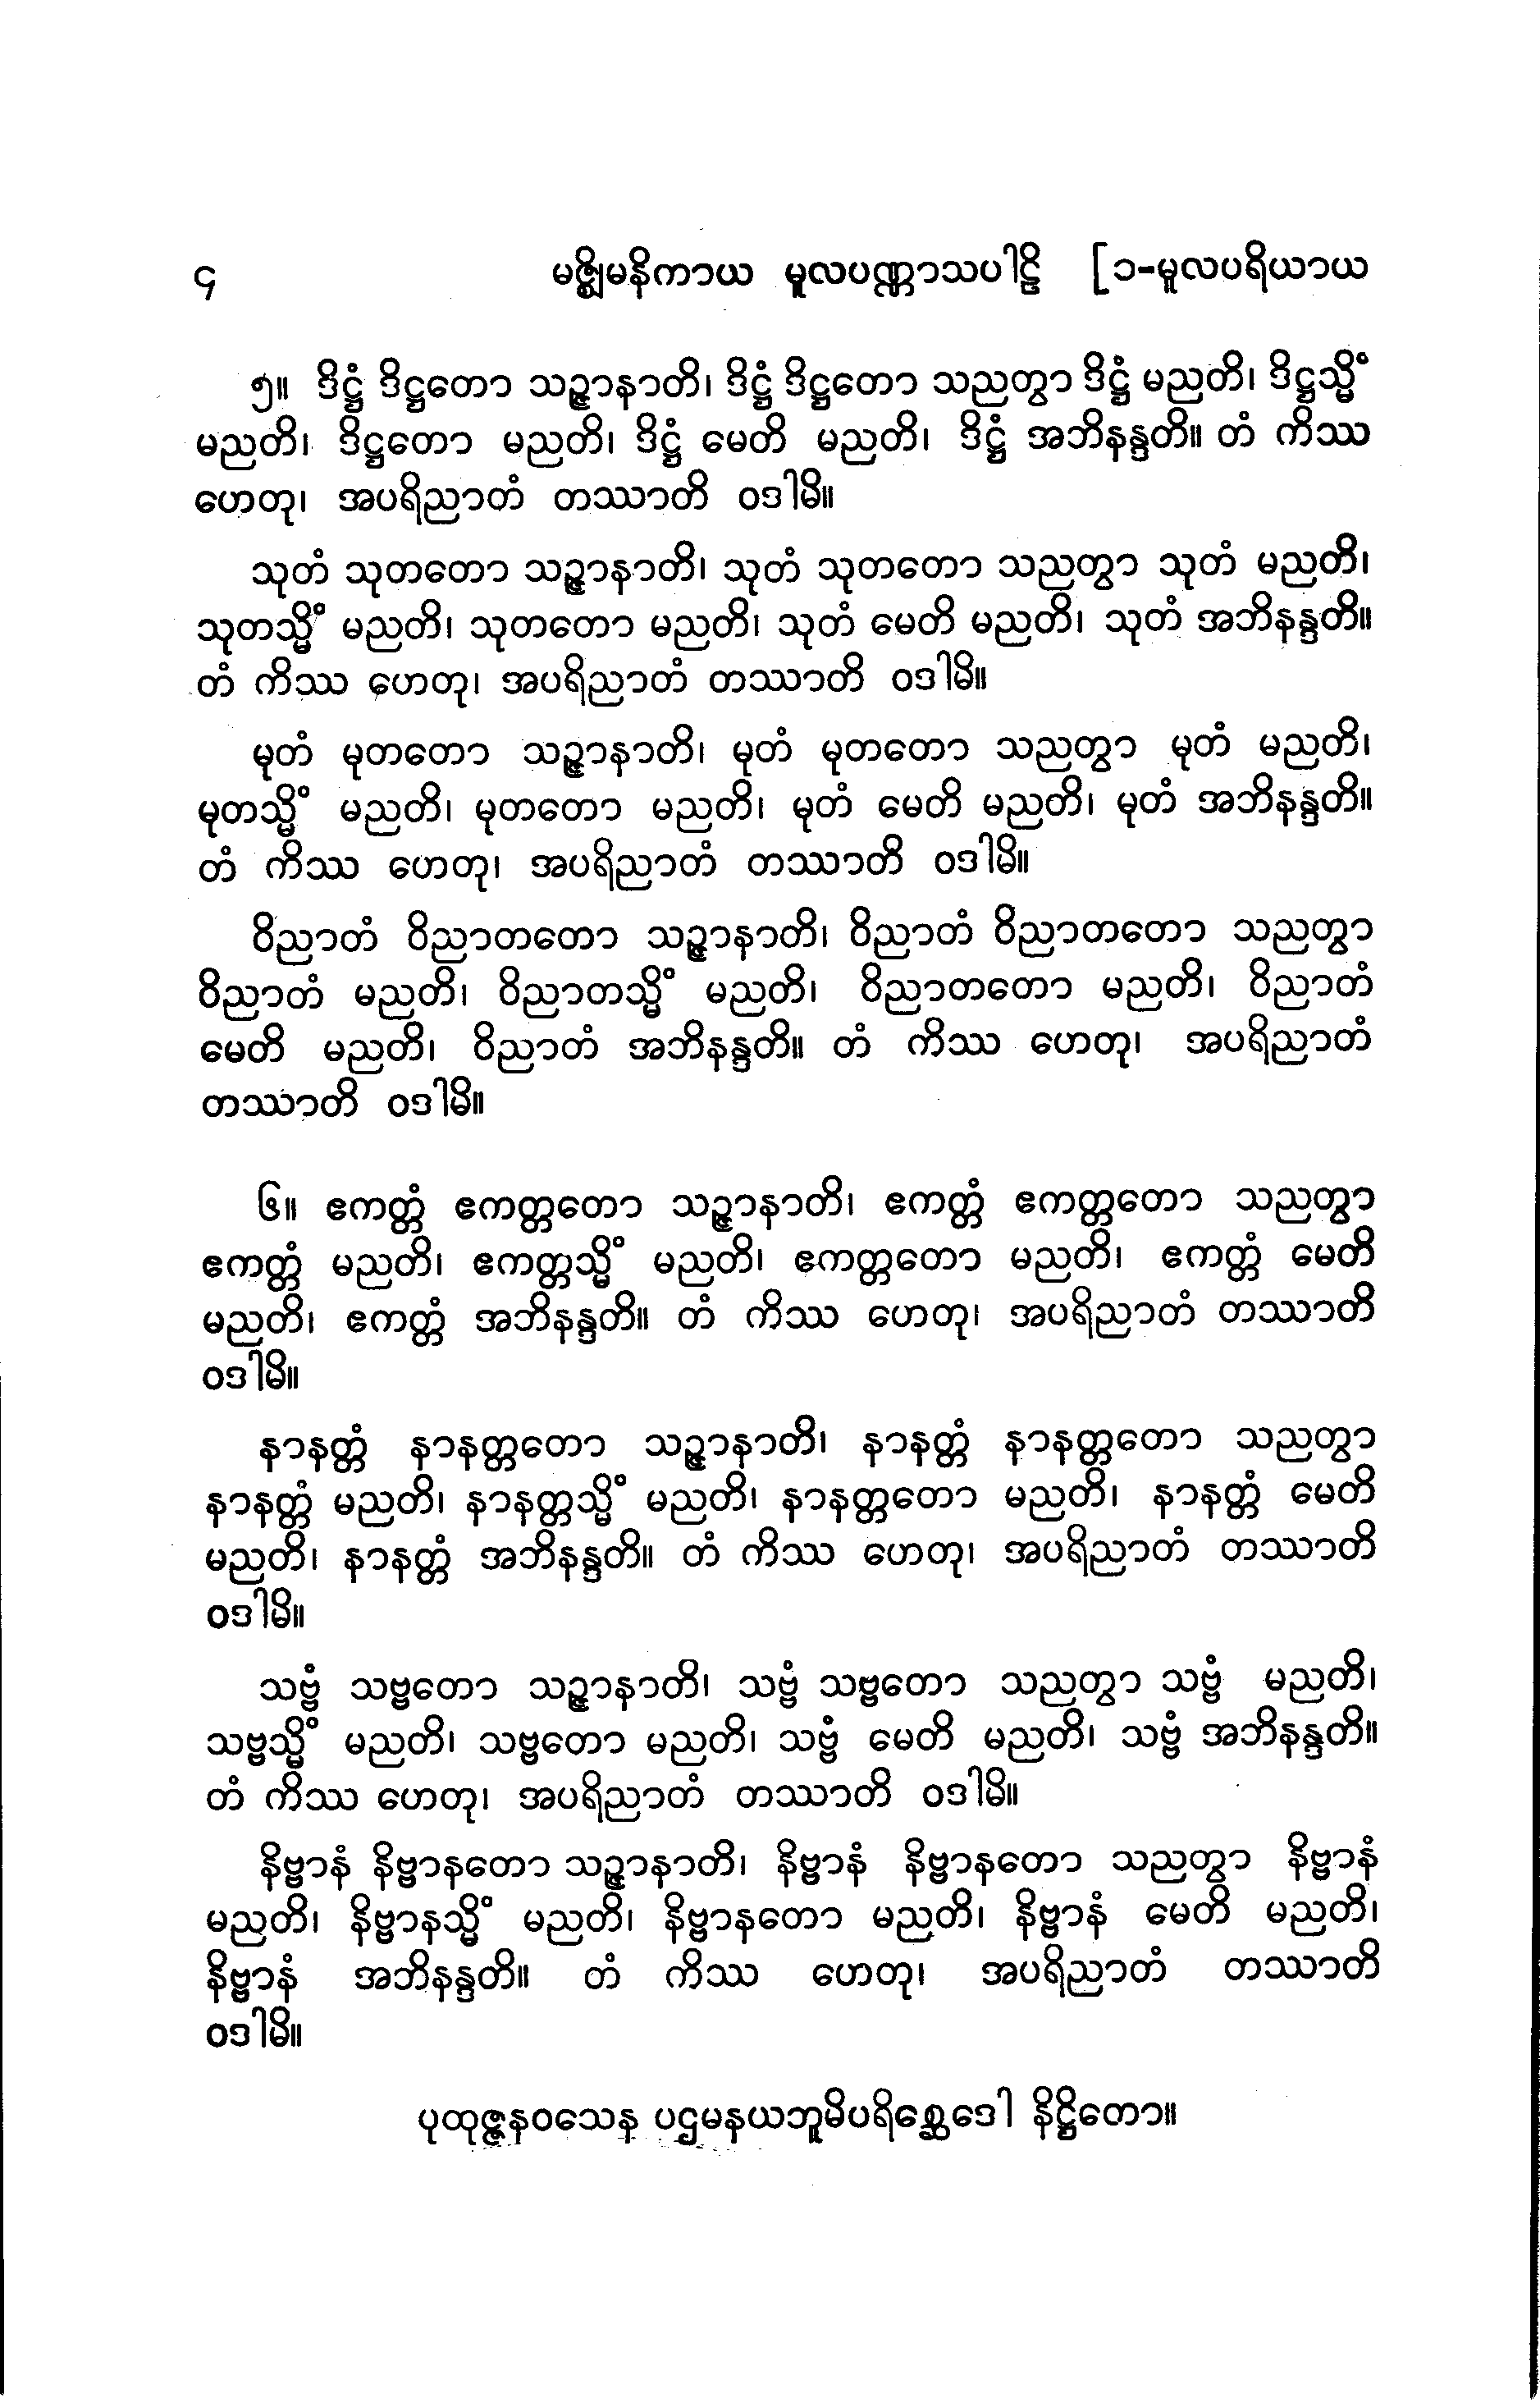 ၄ မဇ္ဈိမနိကာယ မူလပဏ္ဏာသပါဠိ [၁-မူလပရိယာယ
၅။ ဒိဋ္ဌံ ဒိဋ္ဌတော သဉ္ဇာနာတိ၊ ဒိဋ္ဌံ ဒိဋ္ဌတော သညတွာ ဒိဋ္ဌံ မညတိ၊ ဒိဋ္ဌသ္မိံ
မညတိ၊ ဒိဋ္ဌတော မညတိ၊ ဒိဋ္ဌံ မေတိ မညတိ၊ ဒိဋ္ဌံ အဘိနန္ဒတိ။ တံ ကိဿ
ဟေတု၊ အပရိညာတံ တဿာတိ ဝဒါမိ။
သုတံ သုတတော သဉ္ဇာနာတိ၊ သုတံ သုတတော သညတွာ သုတံ မညတိ၊
သုတသ္မိံ မညတိ၊ သုတတော မညတိ၊ သုတံ မေတိ မညတိ၊ သုတံ အဘိနန္ဒတိ။
တံ ကိဿ ဟေတု၊ အပရိညာတံ တဿာတိ ဝဒါမိ။
မုတံ မုတတော သဉ္ဇာနာတိ၊ မုတံ မုတတော သညတွာ မုတံ မညတိ၊
မုတသ္မိံ မညတိ၊ မုတတော မညတိ၊ မုတံ မေတိ မညတိ၊ မုတံ အဘိနန္ဒတိ။
တံ ကိဿ ဟေတု၊ အပရိညာတံ တဿာတိ ဝဒါမိ။
ဝိညာတံ ဝိညာတတော သဉ္ဇာနာတိ၊ ဝိညာတံ ဝိညာတတော သညတွာ
ဝိညာတံ မညတိ၊ ဝိညာတသ္မိံ မညတိ၊ ဝိညာတတော မညတိ၊ ဝိညာတံ
မေတိ မညတိ၊ ဝိညာတံ အဘိနန္ဒတိ။ တံ ကိဿ ဟေတု၊ အပရိညာတံ
တဿာတိ ဝဒါမိ။
၆။ ဧကတ္တံ ဧကတ္တတော သဉ္ဇာနာတိ၊ ဧကတ္တံ ဧကတ္တတော သညတွာ
ဧကတ္တံ မညတိ၊ ဧကတ္တသ္မိံ မညတိ၊ ဧကတ္တတော မညတိ၊ ဧကတ္တံ မေတိ
မညတိ၊ ဧကတ္တံ အဘိနန္ဒတိ။ တံ ကိဿ ဟေတု၊ အပရိညာတံ တဿာတိ
ဝဒါမိ။
နာနတ္တံ နာနတ္တတော သဉ္ဇာနာတိ၊ နာနတ္တံ နာနတ္တတော သညတွာ
နာနတ္တံ မညတိ၊ နာနတ္တသ္မိံ မညတိ၊ နာနတ္တတော မညတိ၊ နာနတ္တံ မေတိ
မညတိ၊ နာနတ္တံ အဘိနန္ဒတိ။ တံ ကိဿ ဟေတု၊ အပရိညာတံ တဿာတိ
ဝဒါမိ။
သဗ္ဗံ သဗ္ဗတော သဉ္ဇာနာတိ၊ သဗ္ဗံ သဗ္ဗတော သညတွာ သဗ္ဗံ မညတိ၊
သဗ္ဗသ္မိံ မညတိ၊ သဗ္ဗတော မညတိ၊ သဗ္ဗံ မေတိ မညတိ၊ သဗ္ဗံ အဘိနန္ဒတိ။
တံ ကိဿ ဟေတု၊ အပရိညာတံ တဿာတိ ဝဒါမိ။
နိဗ္ဗာနံ နိဗ္ဗာနတော သဉ္ဇာနာတိ၊ နိဗ္ဗာနံ နိဗ္ဗာနတော သညတွာ နိဗ္ဗာနံ
မညတိ၊ နိဗ္ဗာနသ္မိံ မညတိ၊ နိဗ္ဗာနတော မညတိ၊ နိဗ္ဗာနံ မေတိ မညတိ၊
နိဗ္ဗာနံ အဘိနန္ဒတိ။ တံ ကိဿ ဟေတု၊ အပရိညာတံ တဿာတိ
ဝဒါမိ။
ပုထုဇ္ဇနဝသေန ပဌမနယဘူမိပရိစ္ဆေဒေါ နိဋ္ဌိတော။